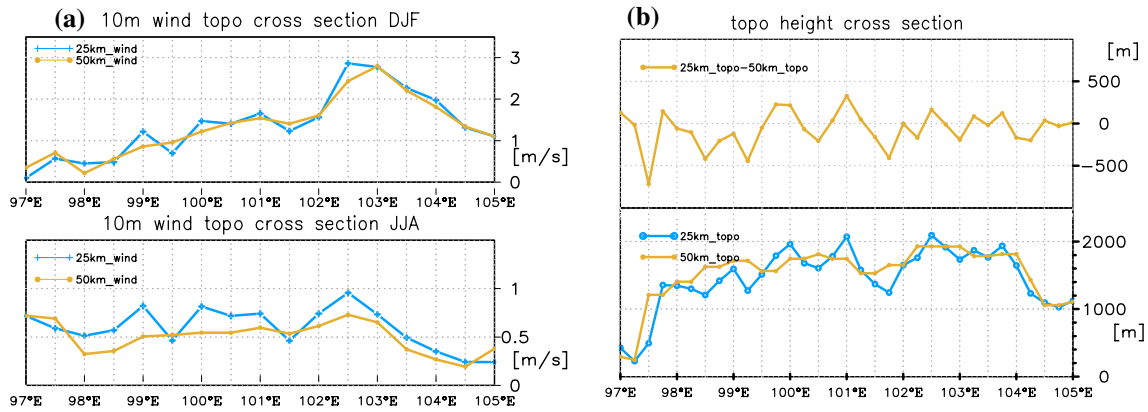 (a)
10m wind topo cross section DJF
25km_wind
50km_wind
3
2
1
[m/s]
0
97°E 98°E 99°E 100°E 101°E 102°E 103°E 104°E 105°E
10m wind topo cross section JJA
25km_wind
50km_wind
1
0.5
[m/s]
0
97°E 98°E 99°E 100°E 101°E 102°E 103°E 104°E 105°E
(b)
topo height cross section
[m]
25km_topo-50km_topo
500
0
-500
25km_topo
50km_topo
2000
1000
[m]
0
97°E 98°E 99°E 100°E 101°E 102°E 103°E 104°E 105°E